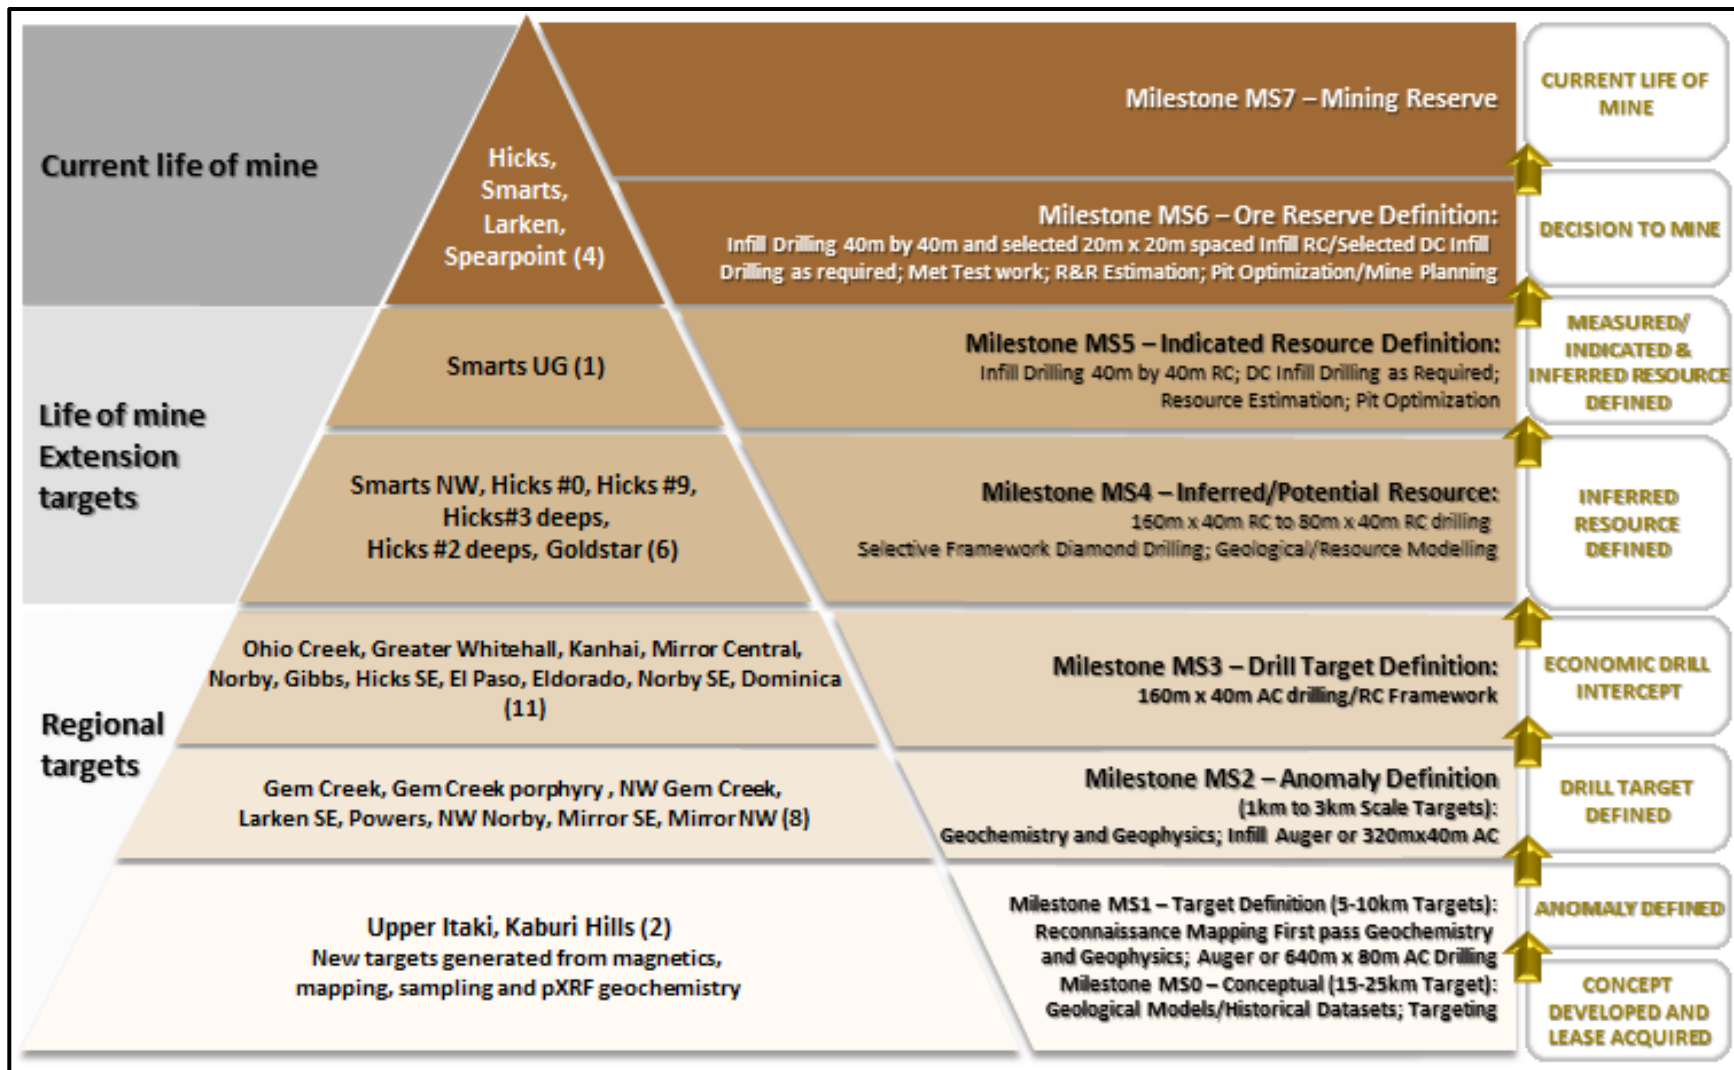 Current life of mine
Hicks,
Smarts,
Larken,
Spearpoint (4)
Milestone MS7 – Mining Reserve
CURRENT LIFE OF
MINE
Milestone MS6 – Ore Reserve Definition:
Infill Drilling 40m by 40m and selected 20m x 20m spaced Infill RC/Selected DC Infill
Drilling as required; Met Test work; R&R Estimation; Pit Optimization/Mine Planning
DECISION TO MINE
Life of mine
Extension
targets
Smarts UG (1)
Milestone MS5 – Indicated Resource Definition:
Infill Drilling 40m by 40m RC; DC Infill Drilling as Required;
Resource Estimation; Pit Optimization
MEASURED/
INDICATED &
INFERRED RESOURCE
DEFINED
Smarts NW, Hicks #0, Hicks #9,
Hicks#3 deeps,
Hicks #2 deeps, Goldstar (6)
Milestone MS4 – Inferred/Potential Resource:
160m x 40m RC to 80m x 40m RC drilling
Selective Framework Diamond Drilling; Geological/Resource Modelling
INFERRED
RESOURCE
DEFINED
Regional
targets
Ohio Creek, Greater Whitehall, Kanhai, Mirror Central,
Norby, Gibbs, Hicks SE, El Paso, Eldorado, Norby SE, Dominica
(11)
Milestone MS3 – Drill Target Definition:
160m x 40m AC drilling/RC Framework
ECONOMIC DRILL
INTERCEPT
Gem Creek, Gem Creek porphyry , NW Gem Creek,
Larken SE, Powers, NW Norby, Mirror SE, Mirror NW (8)
Milestone MS2 – Anomaly Definition
(1km to 3km Scale Targets):
Geochemistry and Geophysics; Infill Auger or 320mx40m AC
DRILL TARGET
DEFINED
Upper Itaki, Kaburi Hills (2)
New targets generated from magnetics,
mapping, sampling and pXRF geochemistry
Milestone MS1 – Target Definition (5-10km Targets):
Reconnaissance Mapping First pass Geochemistry
and Geophysics; Auger or 640m x 80m AC Drilling
Milestone MS0 – Conceptual (15-25km Target):
Geological Models/Historical Datasets; Targeting
ANOMALY DEFINED
CONCEPT
DEVELOPED AND
LEASE ACQUIRED